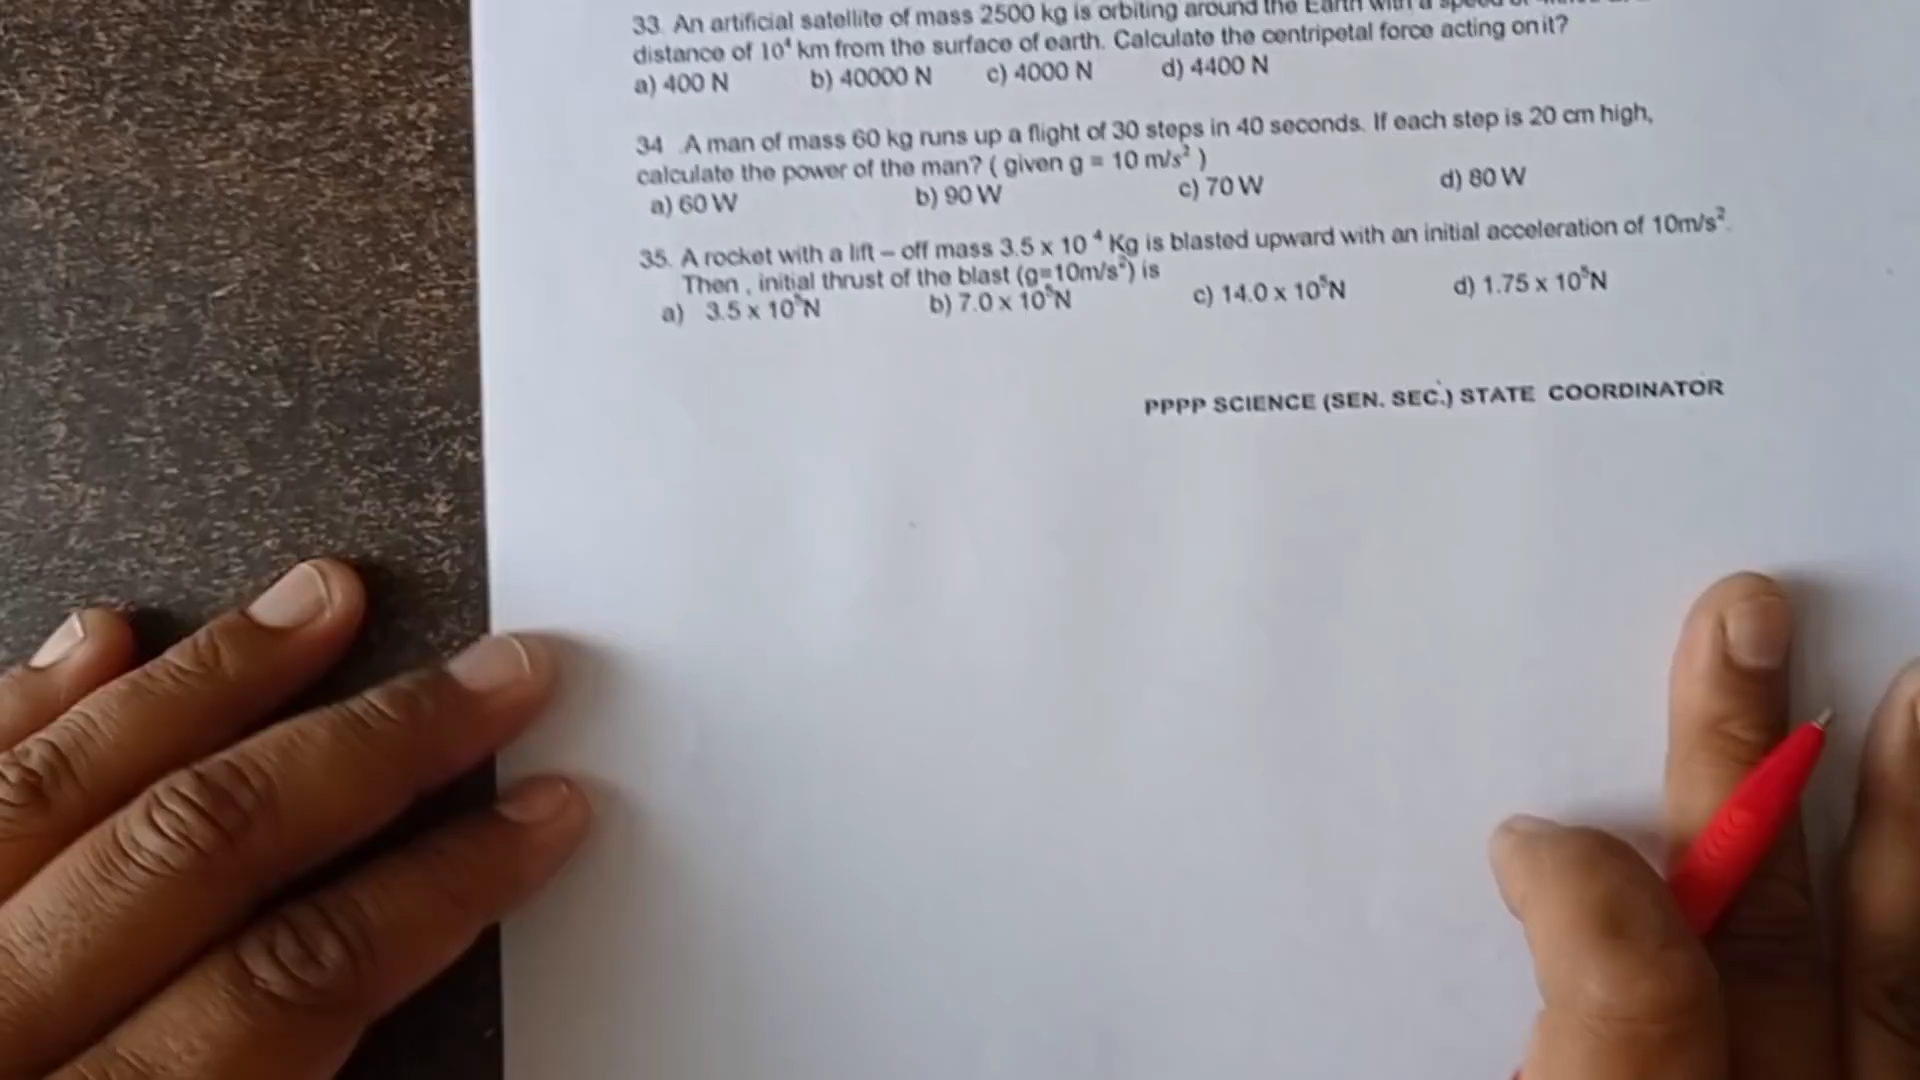 33. An artificial satellite of mass 2500 kg is orbiting around the Earth with a speed of
distance of 10⁴ km from the surface of earth. Calculate the centripetal force acting on it?
a) 400 N b) 40000 N c) 4000 N d) 4400 N
34 .A man of mass 60 kg runs up a flight of 30 steps in 40 seconds. If each step is 20 cm high,
calculate the power of the man? ( given g = 10 m/s² )
a) 60 W b) 90 W c) 70 W d) 80 W
35. A rocket with a lift – off mass 3.5 x 10 ⁴ Kg is blasted upward with an initial acceleration of 10m/s².
Then , initial thrust of the blast (g=10m/s²) is
a) 3.5 x 10⁵N b) 7.0 x 10⁵N c) 14.0 x 10⁵N d) 1.75 x 10⁵N
PPPP SCIENCE (SEN. SEC.) STATE COORDINATOR